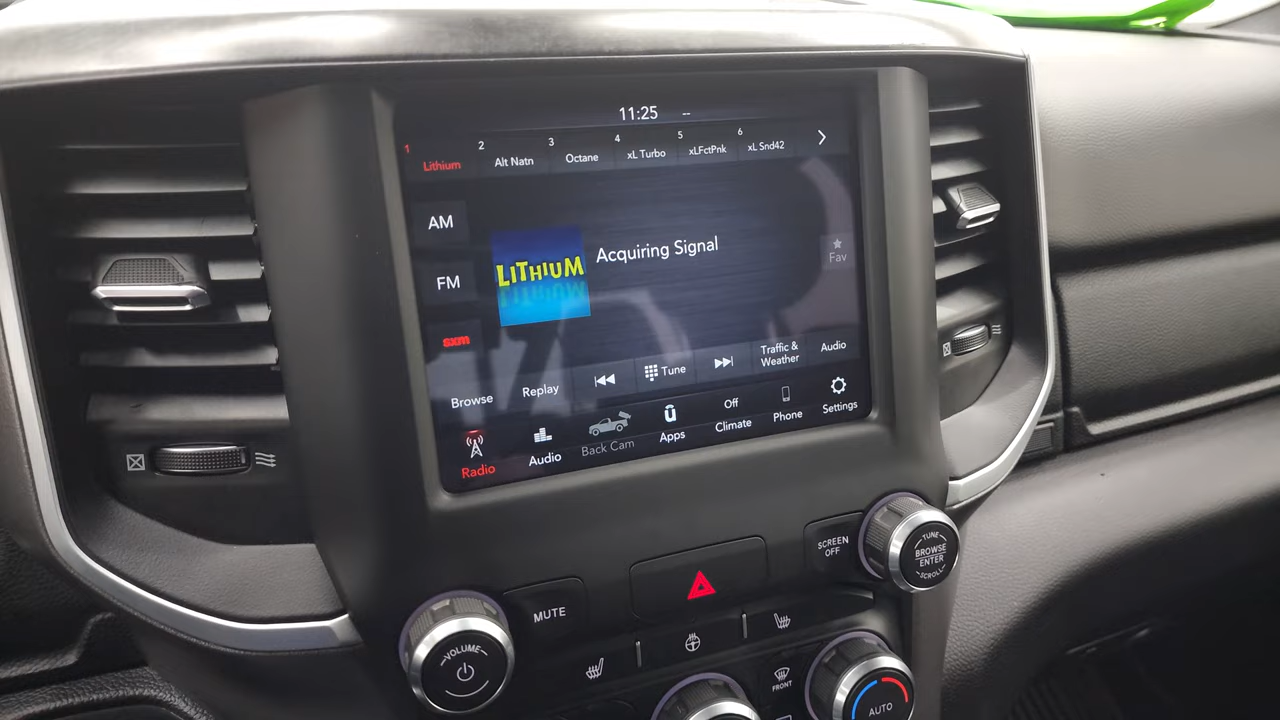 11:25 --
1 2 3 4 5 6
Lithium Alt Natn Octane xL Turbo xLFctPnk xL Snd42
AM
FM
sxm
LITHIUM
Acquiring Signal
Fav
Browse
Replay
Tune
Traffic &
Weather
Audio
Radio
Audio
Back Cam
Apps
Off
Climate
Phone
Settings
SCREEN
OFF
TUNE
BROWSE
ENTER
SCROLL
MUTE
VOLUME
FRONT
AUTO